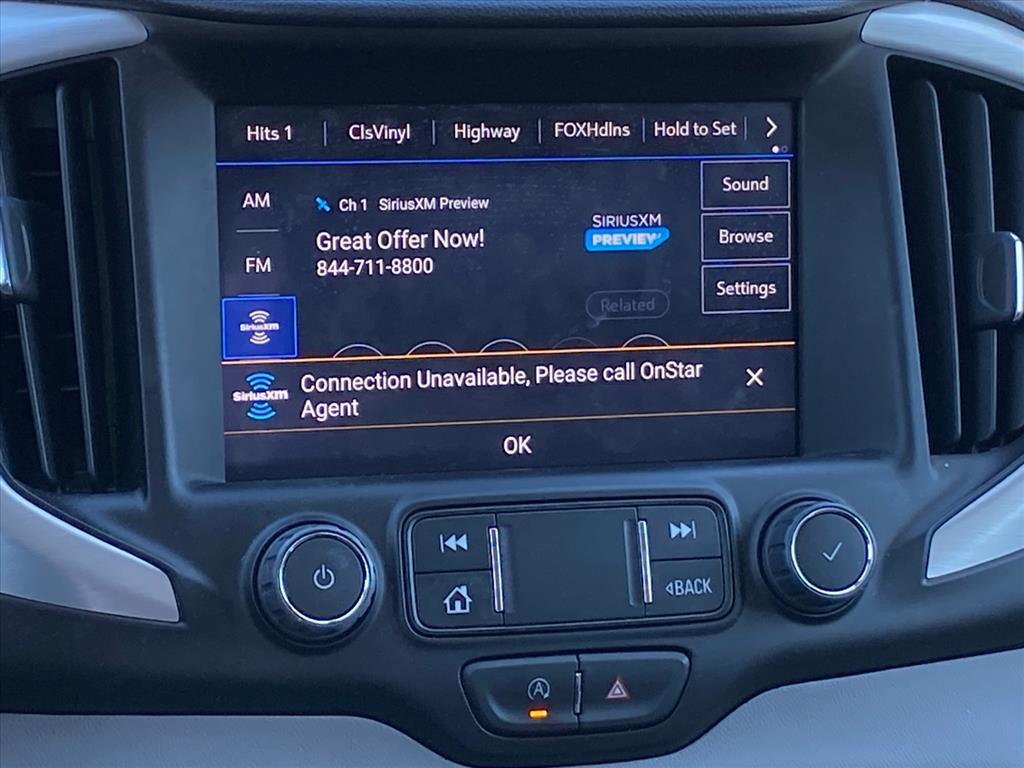 Hits 1
ClsVinyl
Highway
FOXHdlns
Hold to Set
AM
Ch 1 SiriusXM Preview
SIRIUSXM
PREVIEW
Sound
Great Offer Now!
844-711-8800
Browse
FM
Settings
Related
SiriusXM
SiriusXM
Connection Unavailable, Please call OnStar
Agent
OK
BACK
A